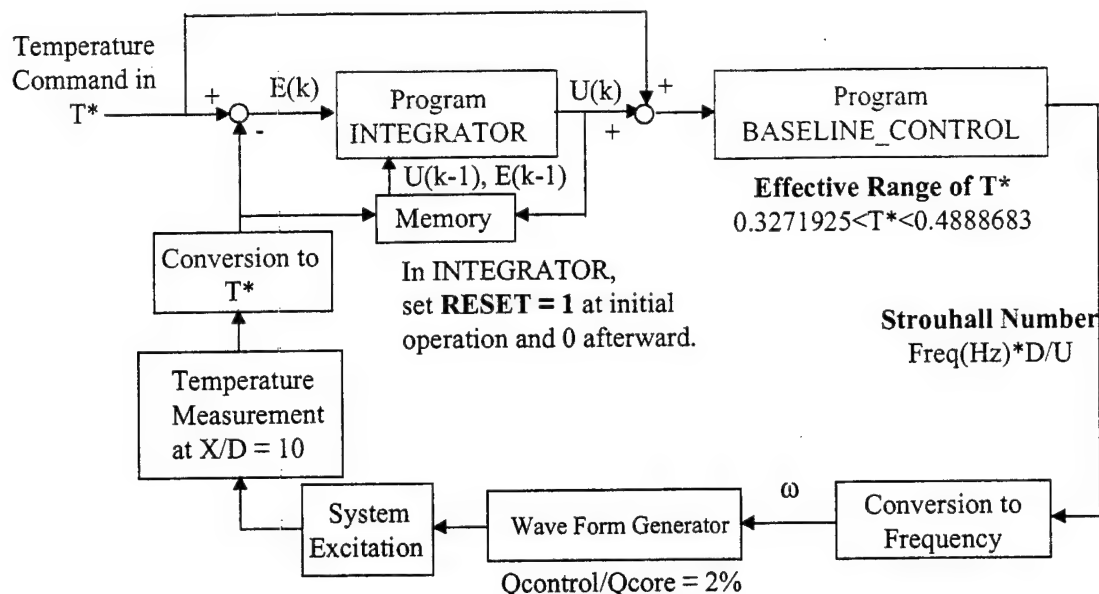 Temperature
Command in
T*
+
-
E(k)
Program
INTEGRATOR
U(k)
+
+
Program
BASELINE_CONTROL
U(k-1), E(k-1)
Memory
Effective Range of T*
0.3271925<T*<0.4888683
Conversion to
T*
In INTEGRATOR,
set RESET = 1 at initial
operation and 0 afterward.
Strouhall Number
Freq(Hz)*D/U
Temperature
Measurement
at X/D = 10
System
Excitation
Wave Form Generator
ω
Conversion to
Frequency
Qcontrol/Qcore = 2%